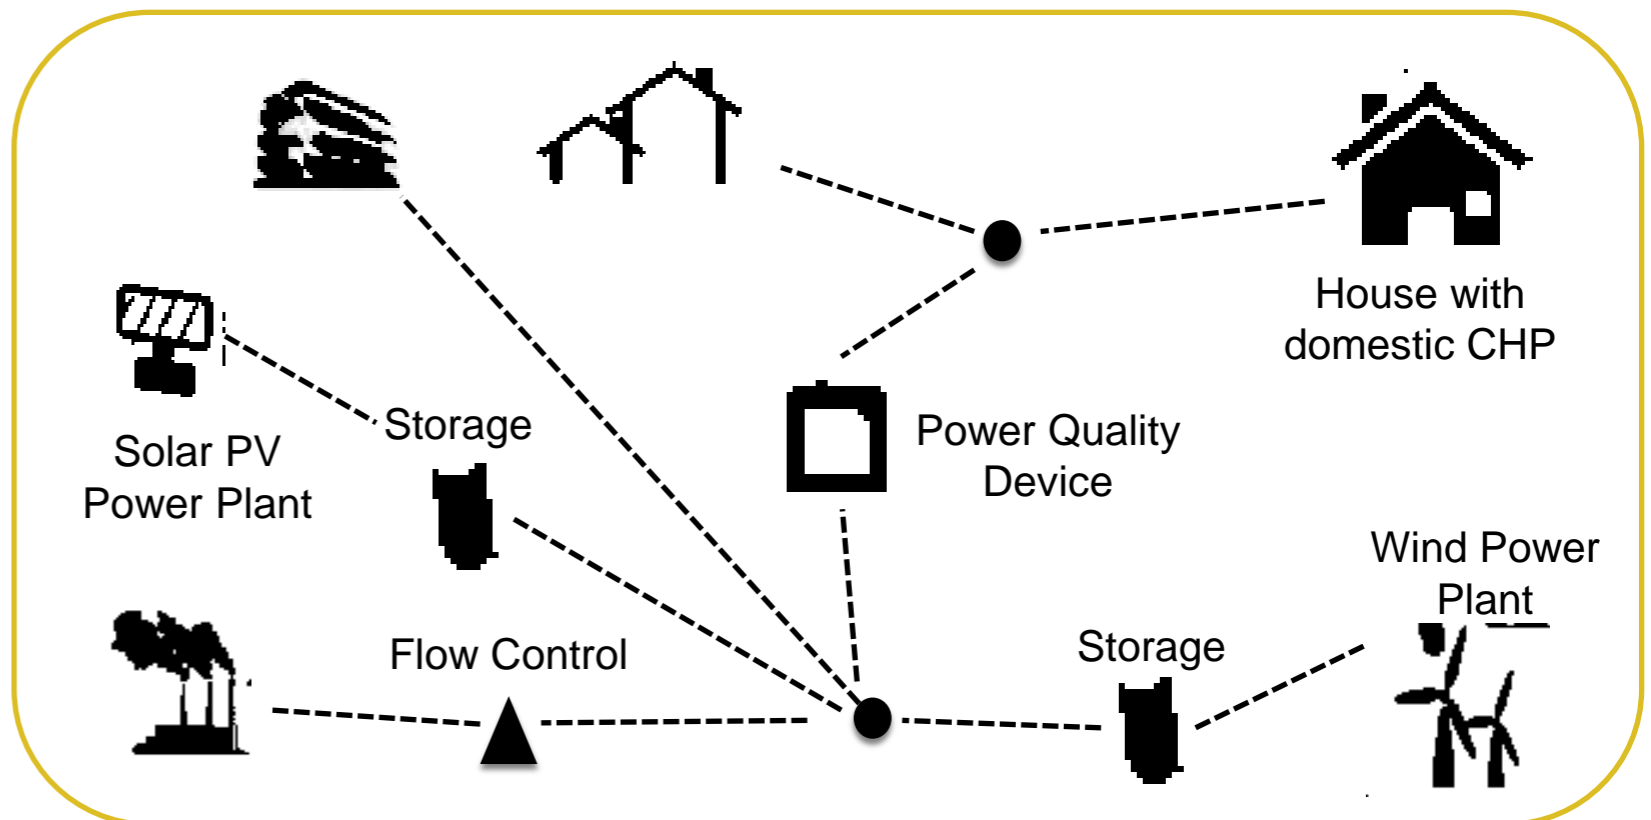 House with
domestic CHP
Storage
Solar PV
Power Plant
Power Quality
Device
Wind Power
Plant
Flow Control
Storage